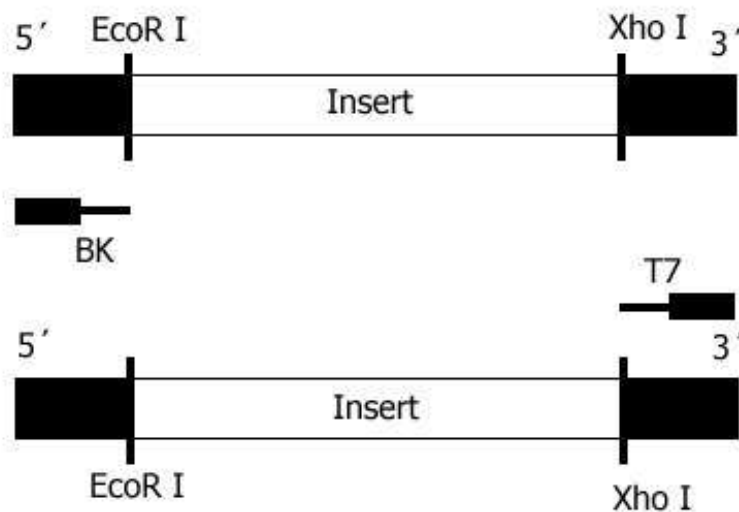 5´ EcoR I Xho I 3´
Insert
BK
T7
5´ 3´
Insert
EcoR I Xho I